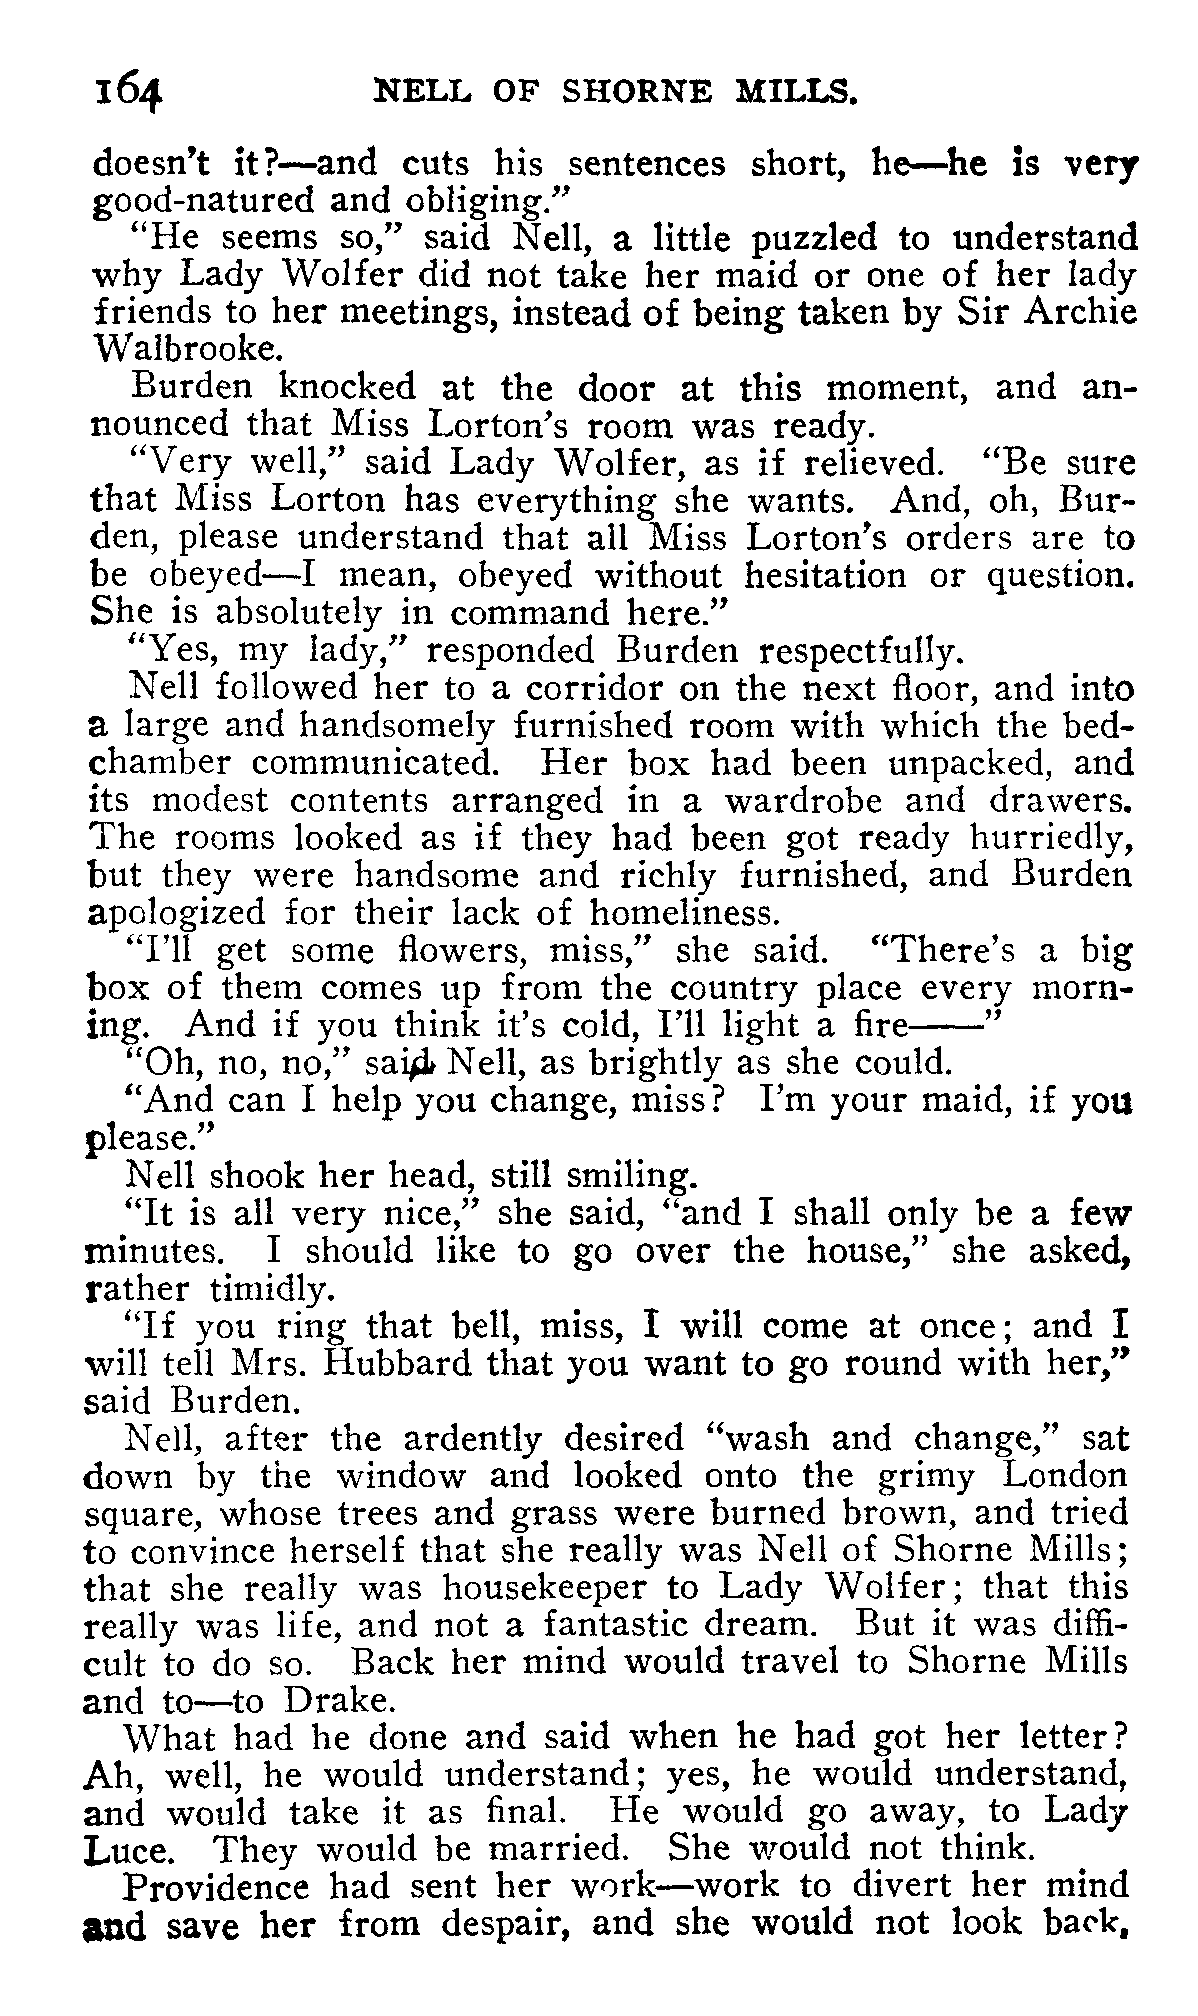 164 NELL OF SHORNE MILLS.
doesn't it?—and cuts his sentences short, he—he is very
good-natured and obliging."
"He seems so," said Nell, a little puzzled to understand
why Lady Wolfer did not take her maid or one of her lady
friends to her meetings, instead of being taken by Sir Archie
Walbrooke.
Burden knocked at the door at this moment, and an-
nounced that Miss Lorton's room was ready.
"Very well," said Lady Wolfer, as if relieved. "Be sure
that Miss Lorton has everything she wants. And, oh, Bur-
den, please understand that all Miss Lorton's orders are to
be obeyed—I mean, obeyed without hesitation or question.
She is absolutely in command here."
"Yes, my lady," responded Burden respectfully.
Nell followed her to a corridor on the next floor, and into
a large and handsomely furnished room with which the bed-
chamber communicated. Her box had been unpacked, and
its modest contents arranged in a wardrobe and drawers.
The rooms looked as if they had been got ready hurriedly,
but they were handsome and richly furnished, and Burden
apologized for their lack of homeliness.
"I'll get some flowers, miss," she said. "There's a big
box of them comes up from the country place every morn-
ing. And if you think it's cold, I'll light a fire——"
"Oh, no, no," said Nell, as brightly as she could.
"And can I help you change, miss? I'm your maid, if you
please."
Nell shook her head, still smiling.
"It is all very nice," she said, "and I shall only be a few
minutes. I should like to go over the house," she asked,
rather timidly.
"If you ring that bell, miss, I will come at once; and I
will tell Mrs. Hubbard that you want to go round with her,"
said Burden.
Nell, after the ardently desired "wash and change," sat
down by the window and looked onto the grimy London
square, whose trees and grass were burned brown, and tried
to convince herself that she really was Nell of Shorne Mills;
that she really was housekeeper to Lady Wolfer; that this
really was life, and not a fantastic dream. But it was diffi-
cult to do so. Back her mind would travel to Shorne Mills
and to—to Drake.
What had he done and said when he had got her letter?
Ah, well, he would understand; yes, he would understand,
and would take it as final. He would go away, to Lady
Luce. They would be married. She would not think.
Providence had sent her work—work to divert her mind
and save her from despair, and she would not look back.